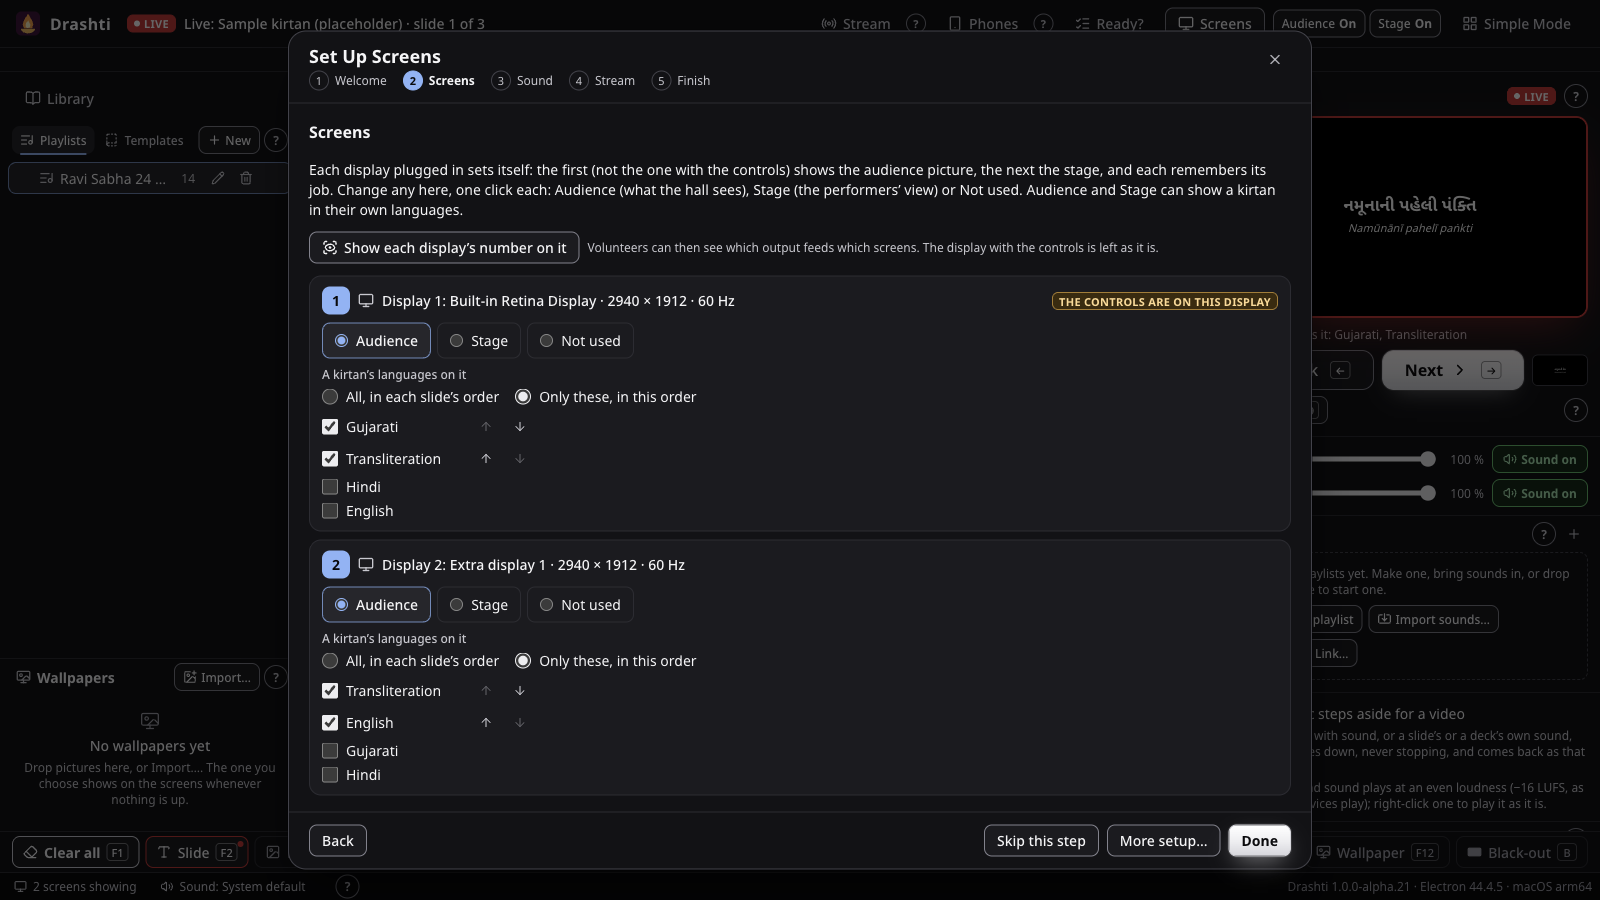 Drashti
LIVE
Live: Sample kirtan (placeholder) · slide 1 of 3
Stream
?
Phones
?
Ready?
Screens
Audience On
Stage On
Simple Mode
Set Up Screens
1 Welcome
2 Screens
3 Sound
4 Stream
5 Finish
Library
Playlists
Templates
+ New
?
Ravi Sabha 24 ...
14
LIVE
?
Screens
Each display plugged in sets itself: the first (not the one with the controls) shows the audience picture, the next the stage, and each remembers its
job. Change any here, one click each: Audience (what the hall sees), Stage (the performers’ view) or Not used. Audience and Stage can show a kirtan
in their own languages.
Show each display’s number on it
Volunteers can then see which output feeds which screens. The display with the controls is left as it is.
1
Display 1: Built-in Retina Display · 2940 × 1912 · 60 Hz
THE CONTROLS ARE ON THIS DISPLAY
Audience
Stage
Not used
A kirtan’s languages on it
All, in each slide’s order
Only these, in this order
Gujarati
Transliteration
Hindi
English
2
Display 2: Extra display 1 · 2940 × 1912 · 60 Hz
Audience
Stage
Not used
A kirtan’s languages on it
All, in each slide’s order
Only these, in this order
Transliteration
English
Gujarati
Hindi
Back
Skip this step
More setup...
Done
નમૂનાની પહેલી પંક્તિ
Namūnānī pahelī paṅkti
s it: Gujarati, Transliteration
Next
?
100 %
Sound on
100 %
Sound on
?
aylists yet. Make one, bring sounds in, or drop
e to start one.
playlist
Import sounds...
Link...
steps aside for a video
with sound, or a slide’s or a deck’s own sound,
es down, never stopping, and comes back as that
d sound plays at an even loudness (−16 LUFS, as
vices play); right-click one to play it as it is.
Wallpapers
Import...
?
No wallpapers yet
Drop pictures here, or Import.... The one you
choose shows on the screens whenever
nothing is up.
Clear all F1
Slide F2
Wallpaper F12
Black-out B
2 screens showing
Sound: System default
?
Drashti 1.0.0-alpha.21 · Electron 44.4.5 · macOS arm64